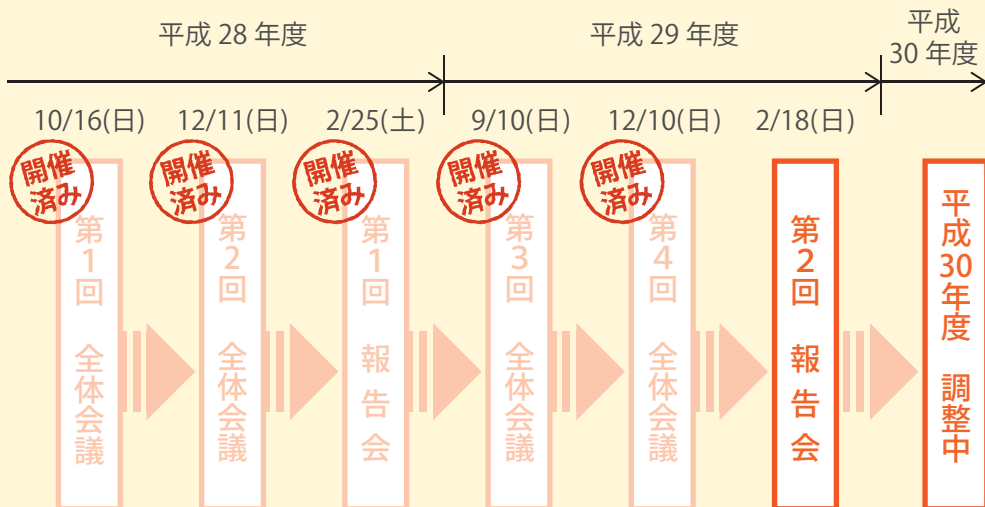 平成 28 年度
平成 29 年度
平成
30 年度
10/16(日)
12/11(日)
2/25(土)
9/10(日)
12/10(日)
2/18(日)
開催
済み
第1回 全体会議
開催
済み
第2回 全体会議
開催
済み
第1回 報告会
開催
済み
第3回 全体会議
開催
済み
第4回 全体会議
第2回 報告会
平成30年度 調整中